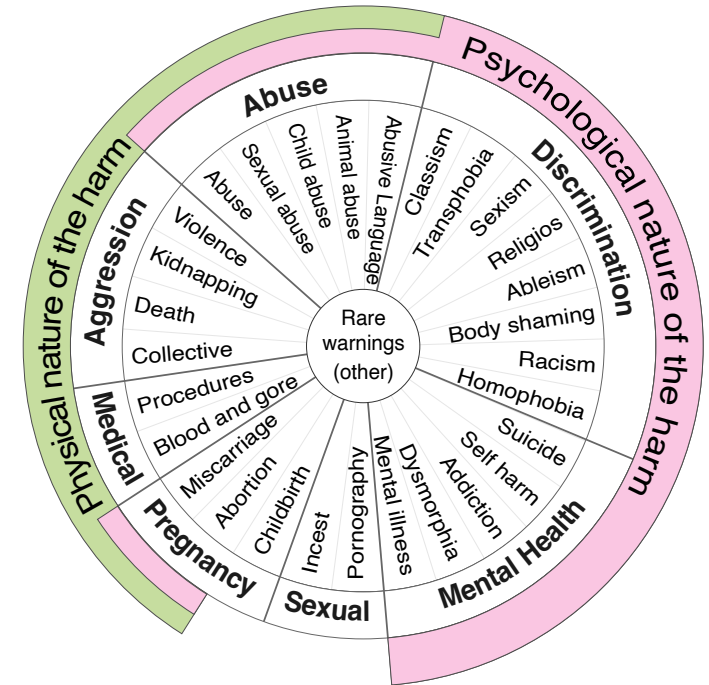 Psychological nature of the harm
Physical nature of the harm
Abuse
Abuse
Sexual abuse
Child abuse
Animal abuse
Abusive Language
Discrimination
Classism
Transphobia
Sexism
Religios
Ableism
Body shaming
Racism
Homophobia
Mental Health
Suicide
Self harm
Addiction
Dysmorphia
Mental illness
Sexual
Pornography
Incest
Pregnancy
Childbirth
Abortion
Miscarriage
Medical
Blood and gore
Procedures
Aggression
Collective
Death
Kidnapping
Violence
Rare
warnings
(other)